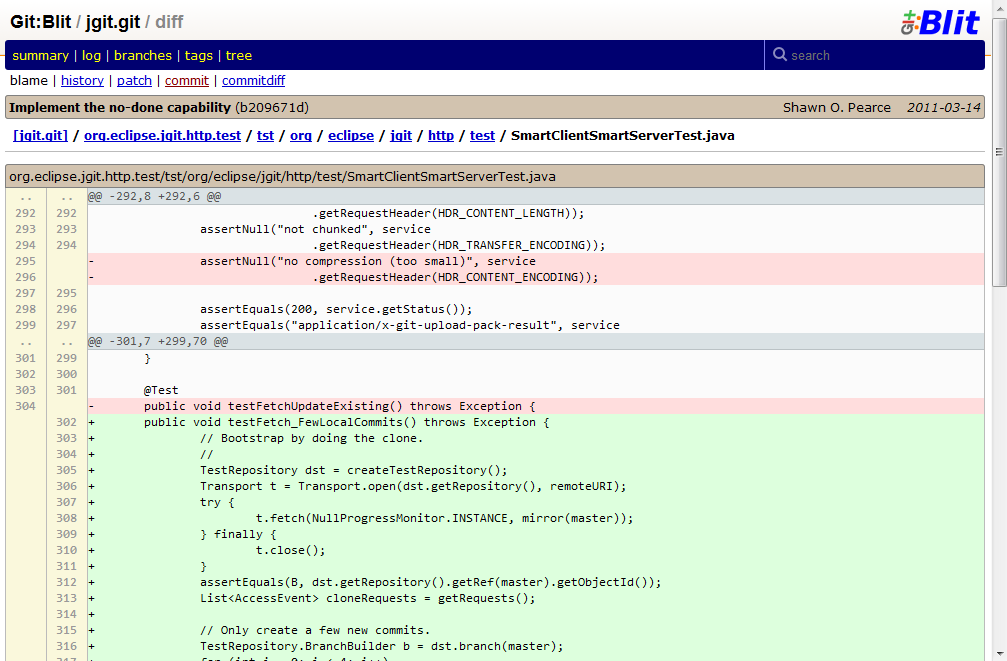 Git:Blit / jgit.git / diff
Blit
summary | log | branches | tags | tree
search
blame | history | patch | commit | commitdiff
Implement the no-done capability (b209671d) Shawn O. Pearce 2011-03-14
[jgit.git] / org.eclipse.jgit.http.test / tst / org / eclipse / jgit / http / test / SmartClientSmartServerTest.java
org.eclipse.jgit.http.test/tst/org/eclipse/jgit/http/test/SmartClientSmartServerTest.java
.. .. @@ -292,8 +292,6 @@
292 292 .getRequestHeader(HDR_CONTENT_LENGTH));
293 293 assertNull("not chunked", service
294 294 .getRequestHeader(HDR_TRANSFER_ENCODING));
295 - assertNull("no compression (too small)", service
296 - .getRequestHeader(HDR_CONTENT_ENCODING));
297 295
298 296 assertEquals(200, service.getStatus());
299 297 assertEquals("application/x-git-upload-pack-result", service
.. .. @@ -301,7 +299,70 @@
301 299 }
302 300
303 301 @Test
304 - public void testFetchUpdateExisting() throws Exception {
302 + public void testFetch_FewLocalCommits() throws Exception {
303 + // Bootstrap by doing the clone.
304 + //
305 + TestRepository dst = createTestRepository();
306 + Transport t = Transport.open(dst.getRepository(), remoteURI);
307 + try {
308 + t.fetch(NullProgressMonitor.INSTANCE, mirror(master));
309 + } finally {
310 + t.close();
311 + }
312 + assertEquals(B, dst.getRepository().getRef(master).getObjectId());
313 + List<AccessEvent> cloneRequests = getRequests();
314 +
315 + // Only create a few new commits.
316 + TestRepository.BranchBuilder b = dst.branch(master);